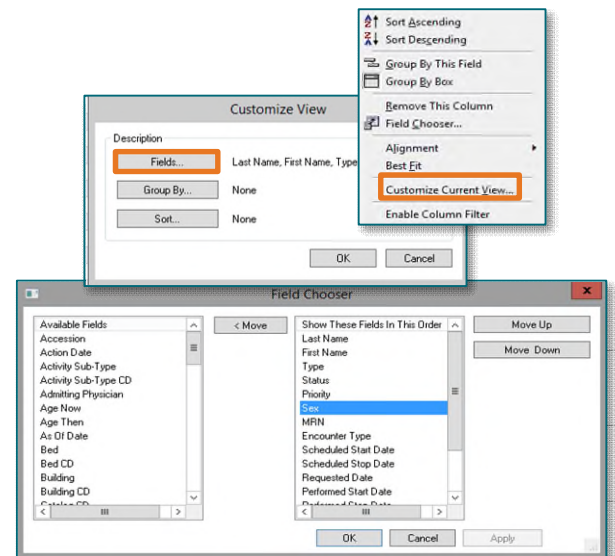 Sort Ascending
Sort Descending
Group By This Field
Group By Box
Remove This Column
Field Chooser...
Alignment
Best Fit
Customize Current View...
Enable Column Filter
Customize View
Description
Fields...
Last Name, First Name, Type
Group By...
None
Sort...
None
OK
Cancel
Field Chooser
Available Fields
Accession
Action Date
Activity Sub-Type
Activity Sub-Type CD
Admitting Physician
Age Now
Age Then
As Of Date
Bed
Bed CD
Building
Building CD
< Move
Show These Fields In This Order
Last Name
First Name
Type
Status
Priority
Sex
MRN
Encounter Type
Scheduled Start Date
Scheduled Stop Date
Requested Date
Performed Start Date
Move Up
Move Down
OK
Cancel
Apply